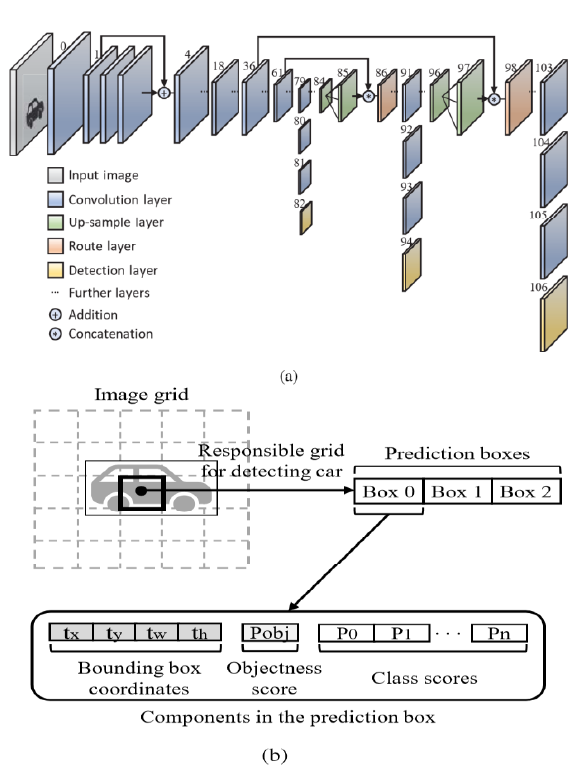 0 1 4 18 36 61 79 84 85 86 91 96 97 98 103
80 92 104
81 93 105
82 94 106
Input image
Convolution layer
Up-sample layer
Route layer
Detection layer
··· Further layers
Addition
Concatenation
(a)
Image grid
Responsible grid
for detecting car
Prediction boxes
Box 0 Box 1 Box 2
tx ty tw th Pobj P0 P1 · · · Pn
Bounding box
coordinates
Objectness
score
Class scores
Components in the prediction box
(b)